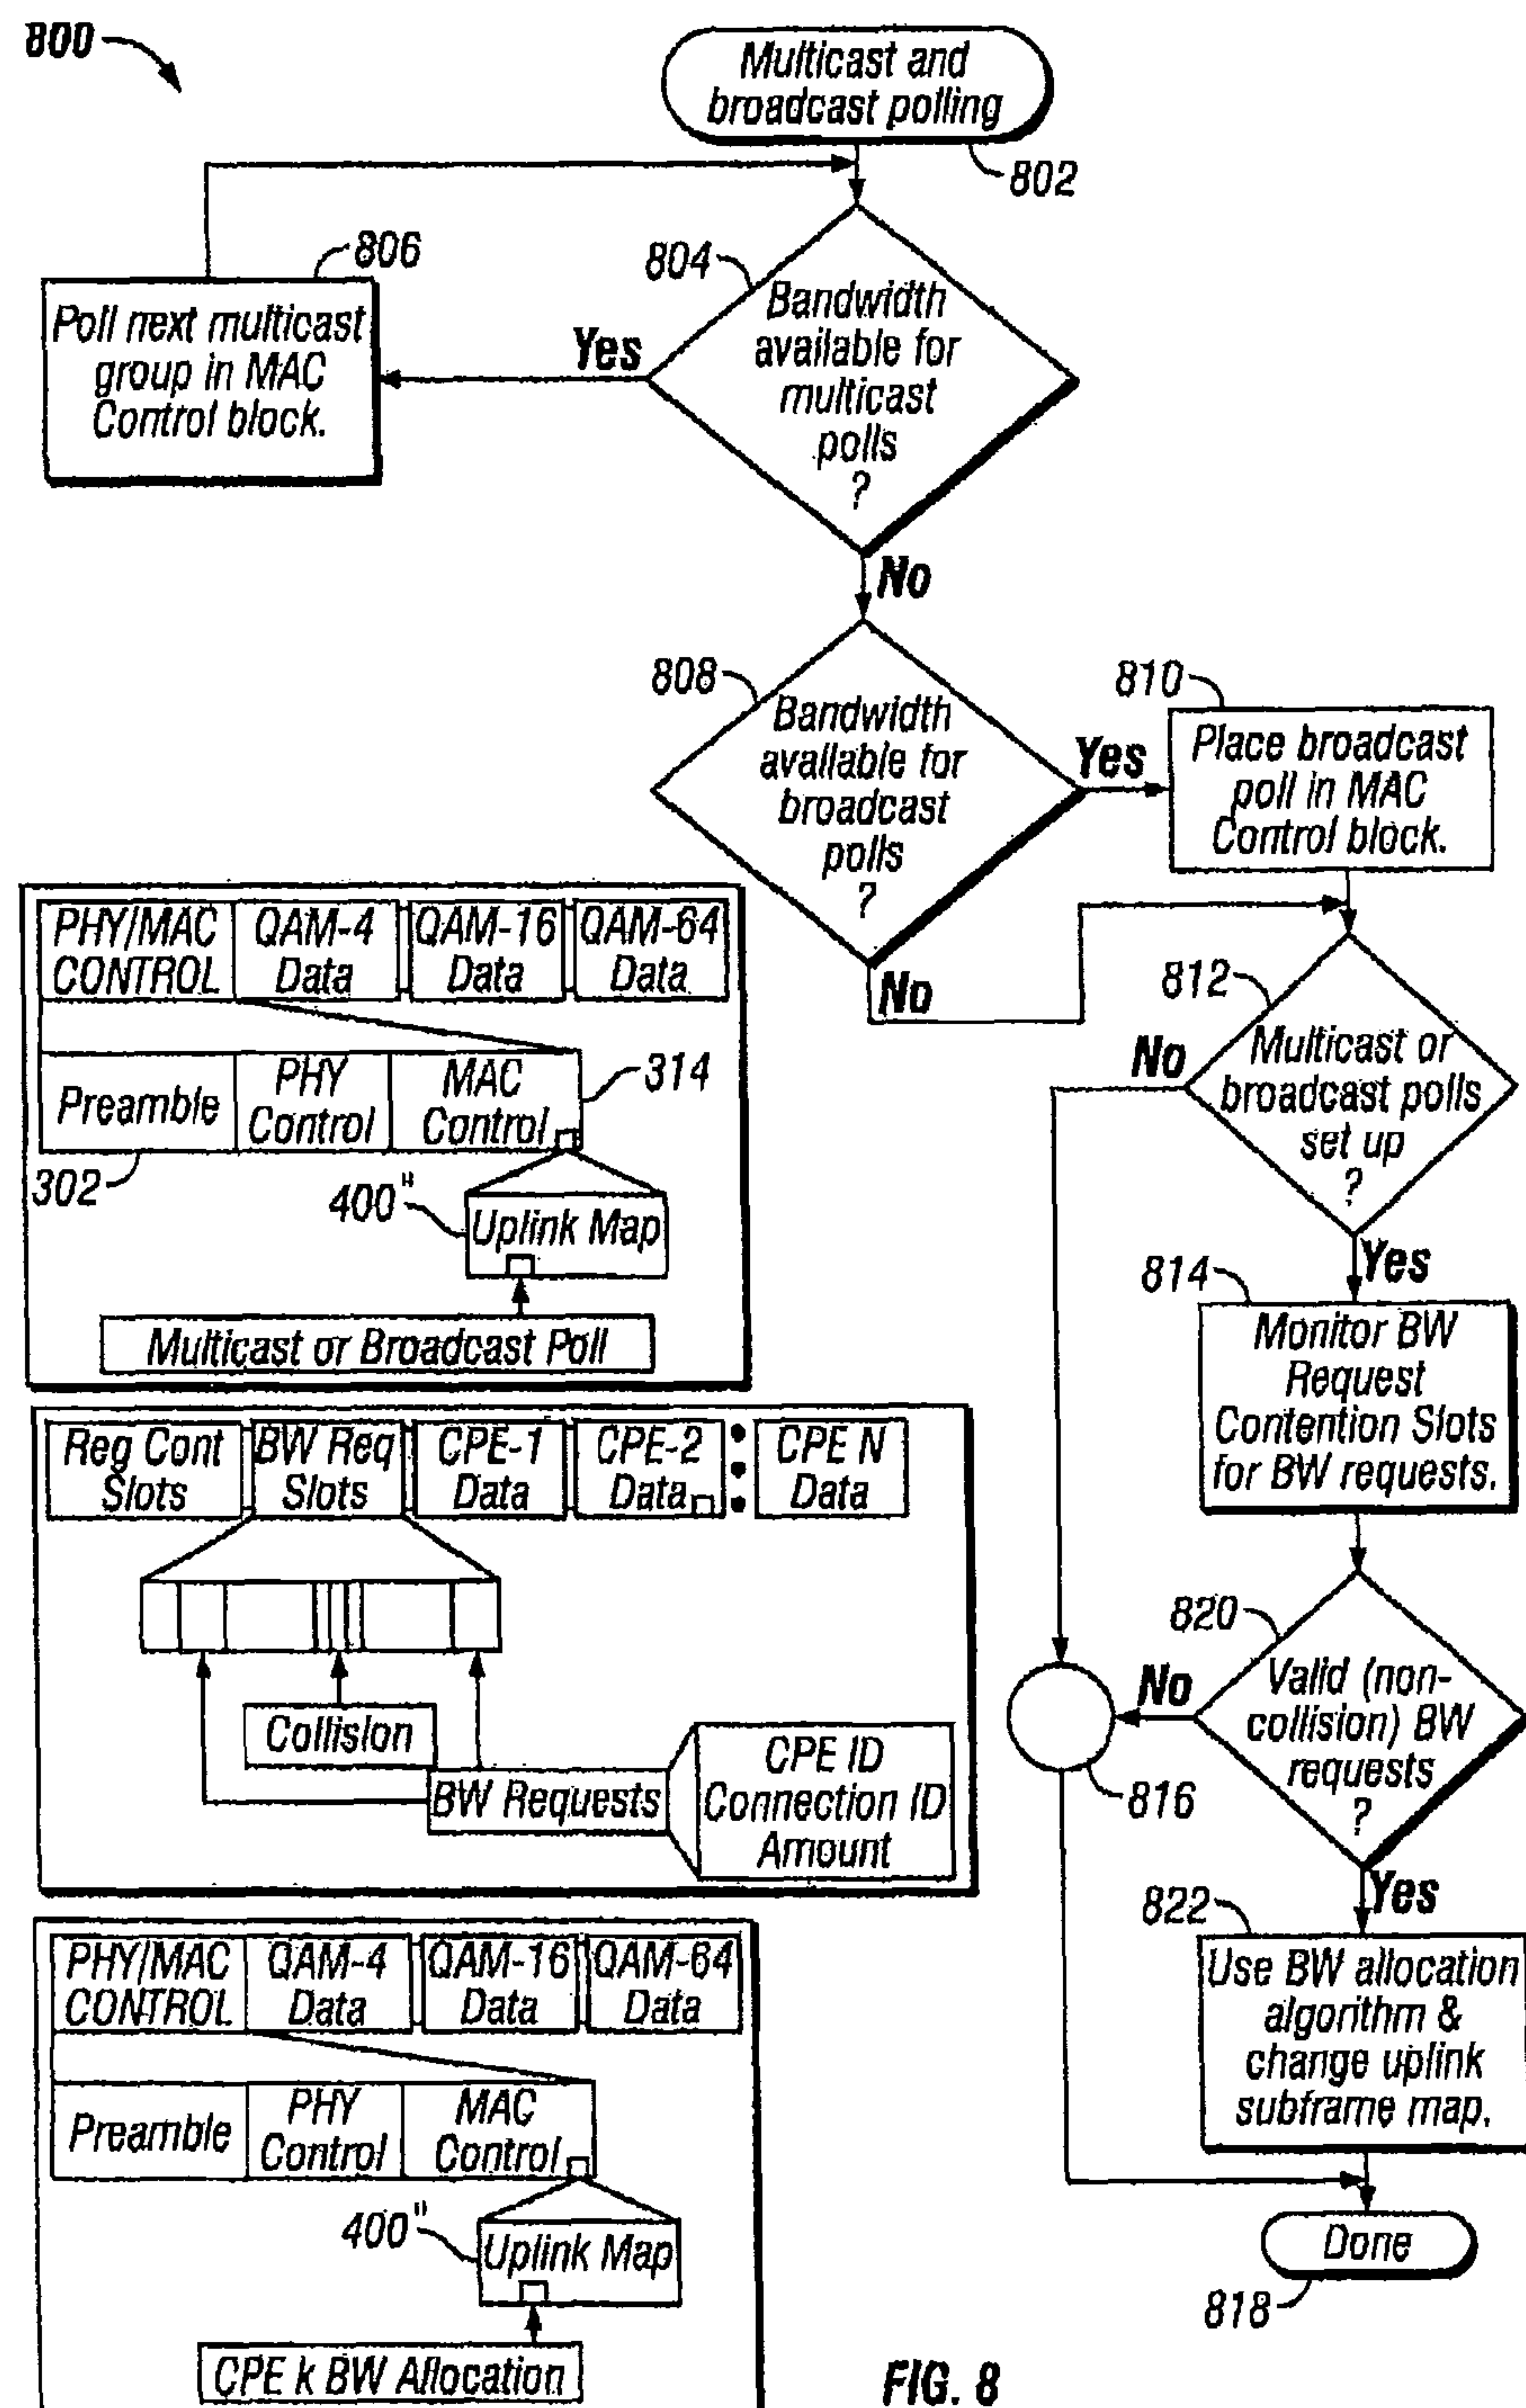 800
Multicast and
broadcast polling
802
806
Poll next multicast
group in MAC
Control block.
804
Bandwidth
available for
multicast
polls
?
Yes
No
808
Bandwidth
available for
broadcast
polls
?
Yes
No
810
Place broadcast
poll in MAC
Control block.
812
Multicast or
broadcast polls
set up
?
No
Yes
814
Monitor BW
Request
Contention Slots
for BW requests.
820
Valid (non-
collision) BW
requests
?
No
816
Yes
822
Use BW allocation
algorithm &
change uplink
subframe map.
Done
818
PHY/MAC
CONTROL
QAM-4
Data
QAM-16
Data
QAM-64
Data
Preamble
PHY
Control
MAC
Control
314
302
400"
Uplink Map
Multicast or Broadcast Poll
Reg Cont
Slots
BW Req
Slots
CPE-1
Data
CPE-2
Data
CPE N
Data
Collision
BW Requests
CPE ID
Connection ID
Amount
PHY/MAC
CONTROL
QAM-4
Data
QAM-16
Data
QAM-64
Data
Preamble
PHY
Control
MAC
Control
400"
Uplink Map
CPE k BW Allocation
FIG. 8